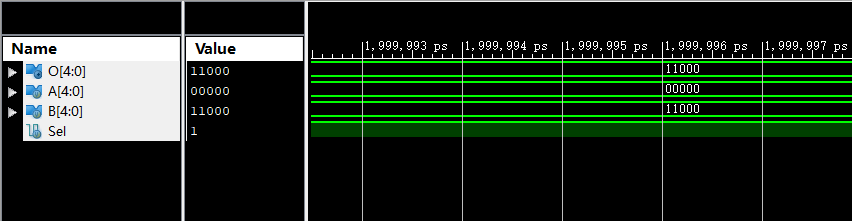 Name Value 1,999,993 ps 1,999,994 ps 1,999,995 ps 1,999,996 ps 1,999,997 ps
O[4:0] 11000 11000
A[4:0] 00000 00000
B[4:0] 11000 11000
Sel 1